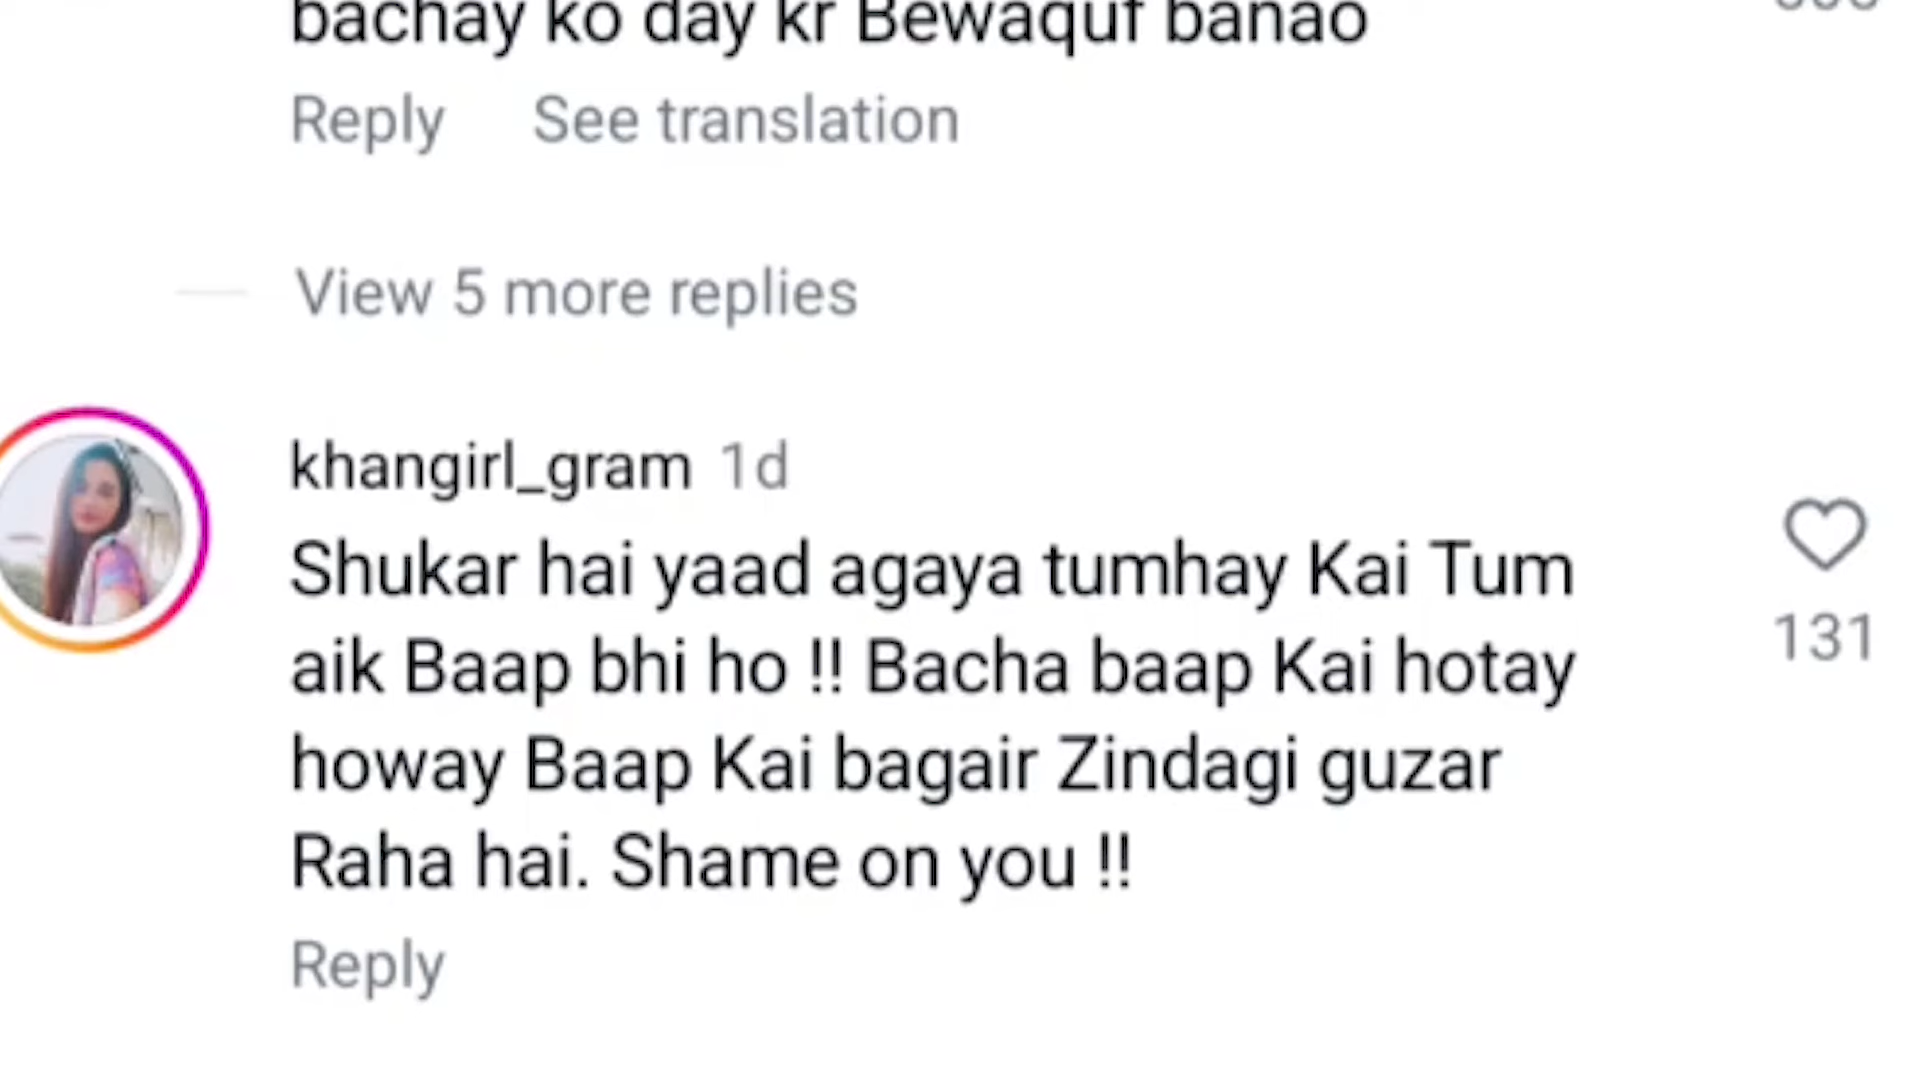 bachay ko day kr Bewaquf banao
Reply See translation
View 5 more replies
khangirl_gram 1d
Shukar hai yaad agaya tumhay Kai Tum
aik Baap bhi ho !! Bacha baap Kai hotay
howay Baap Kai bagair Zindagi guzar
Raha hai. Shame on you !!
131
Reply